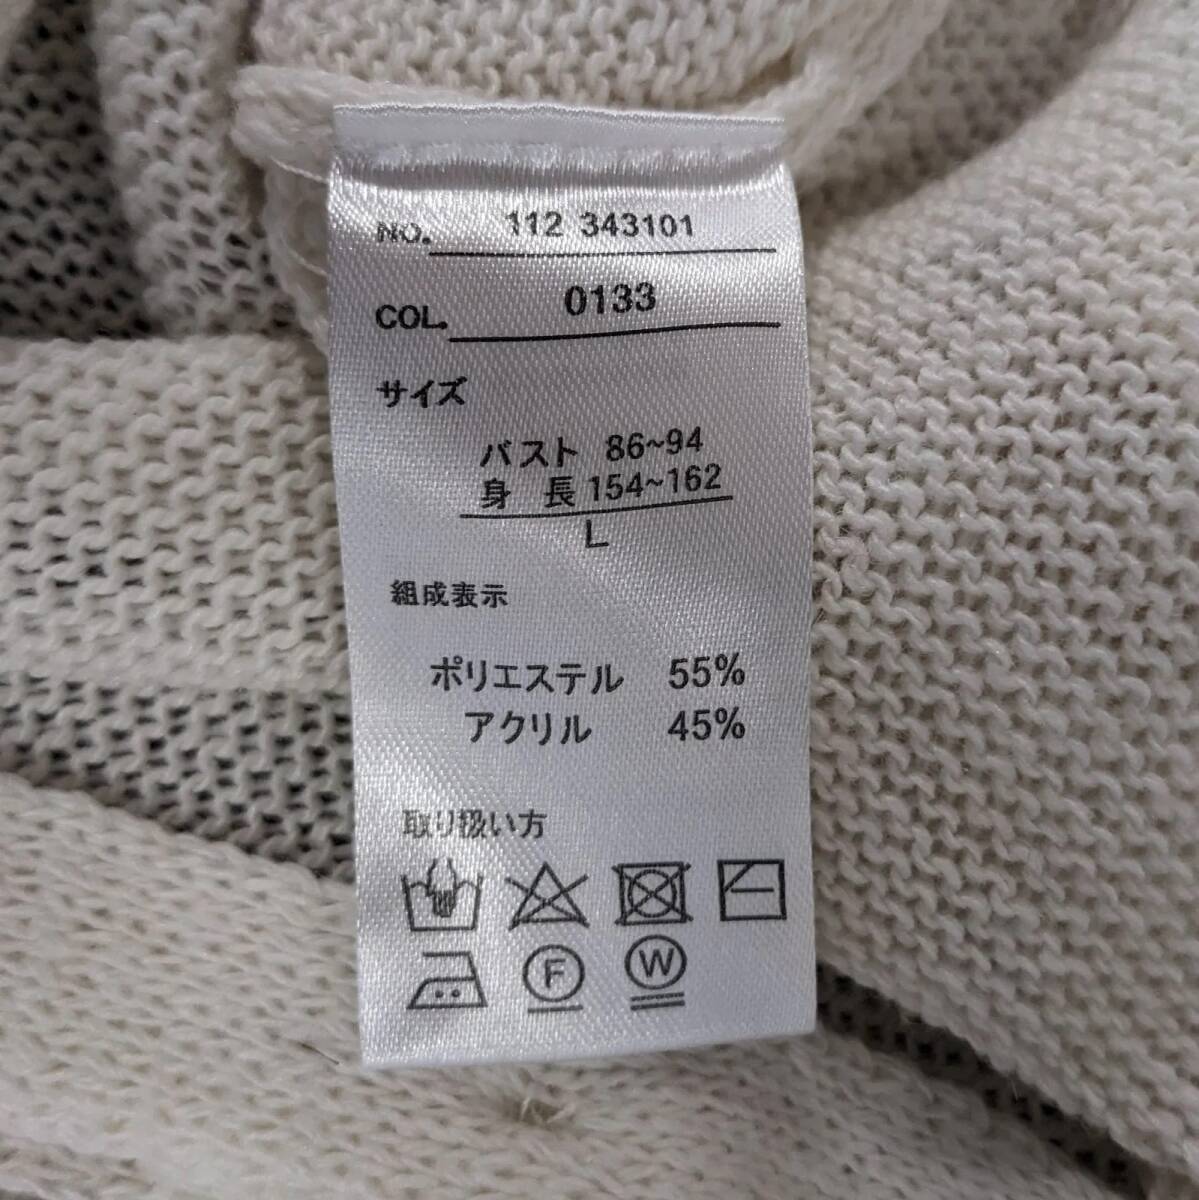 NO. 112 343101
COL. 0133
サイズ
バスト 86~94
身 長 154~162
L
組成表示
ポリエステル 55%
アクリル 45%
取り扱い方
F W